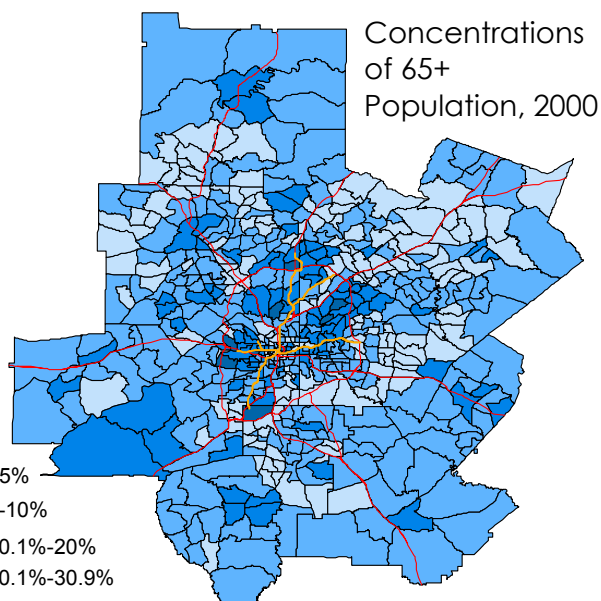 Concentrations
of 65+
Population, 2000
5%
-10%
0.1%-20%
0.1%-30.9%